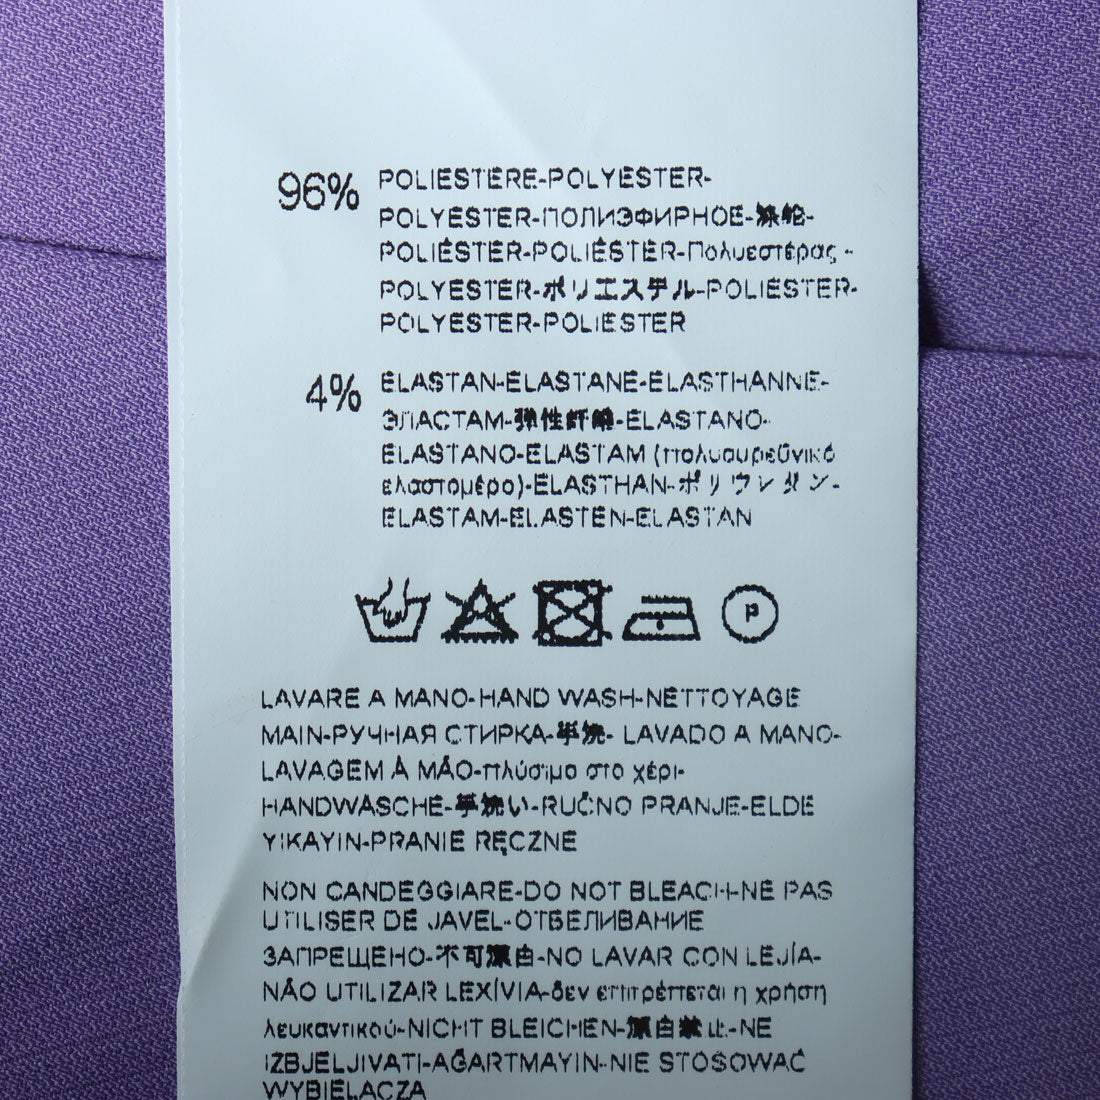 96% POLIESTERE-POLYESTER-
POLYESTER-ПОЛИЭФИРНОЕ-涤纶-
POLIÉSTER-POLIÉSTER-Πολυεστέρας -
POLYESTER-ポリエステル-POLIESTER-
POLYESTER-POLIESTER
4% ELASTAN-ELASTANE-ELASTHANNE-
ЭЛАСТАМ-弹性纤维-ELASTANO-
ELASTANO-ELASTAM (πολυουρεθνικό
ελαστομέρο)-ELASTHAN-ポリウレタン-
ELASTAM-ELASTEN-ELASTAN
P
LAVARE A MANO-HAND WASH-NETTOYAGE
MAIN-РУЧНАЯ СТИРКА-手洗- LAVADO A MANO-
LAVAGEM À MÃO-πλύσιμο στο χέρι-
HANDWÄSCHE-手洗い-RUČNO PRANJE-ELDE
YIKAYIN-PRANIE RĘCZNE
NON CANDEGGIARE-DO NOT BLEACH-NE PAS
UTILISER DE JAVEL-ОТБЕЛИВАНИЕ
ЗАПРЕЩЕНО-不可漂白-NO LAVAR CON LEJÍA-
NÃO UTILIZAR LEXÍVIA-δεν επιτρέπεται η χρήση
λευκαντικού-NICHT BLEICHEN-漂白禁止-NE
IZBJELJIVATI-AĞARTMAYIN-NIE STOSOWAĆ
WYBIELACZA